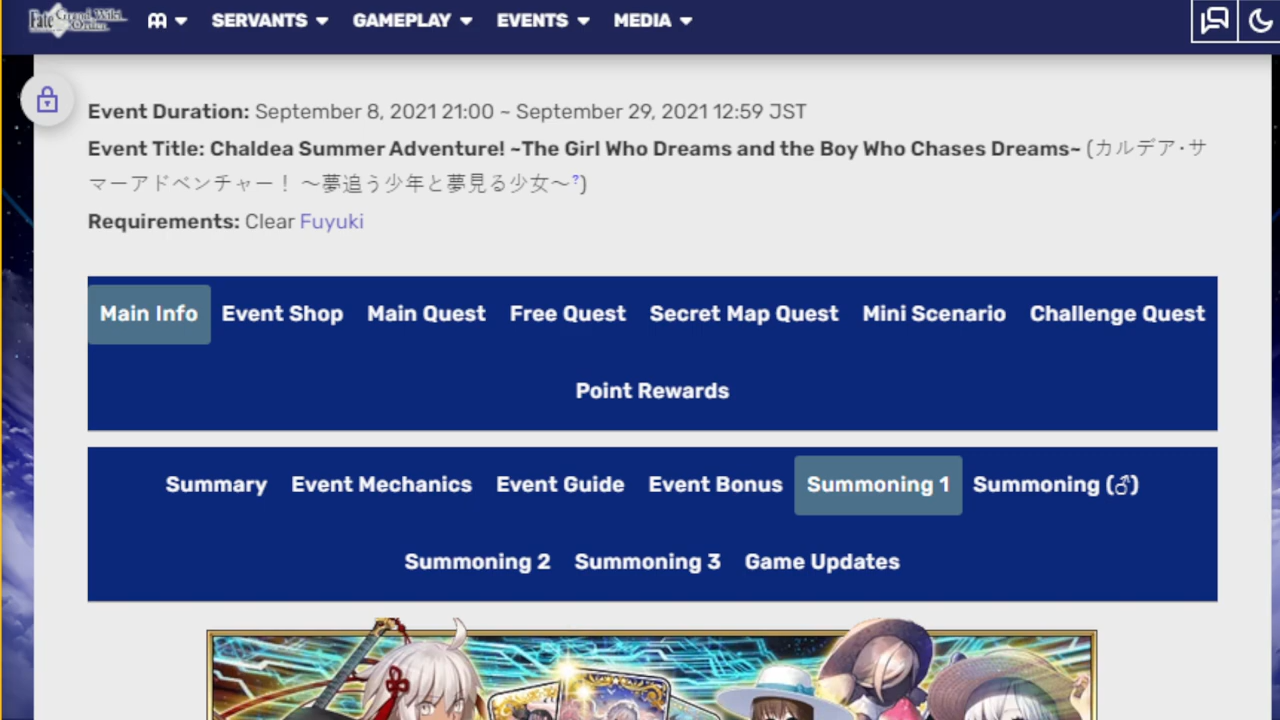 Fate Grand Order Wiki
SERVANTS GAMEPLAY EVENTS MEDIA
Event Duration: September 8, 2021 21:00 ~ September 29, 2021 12:59 JST
Event Title: Chaldea Summer Adventure! ~The Girl Who Dreams and the Boy Who Chases Dreams~ (カルデア・サ
マーアドベンチャー！ ～夢追う少年と夢見る少女～?)
Requirements: Clear Fuyuki
Main Info Event Shop Main Quest Free Quest Secret Map Quest Mini Scenario Challenge Quest
Point Rewards
Summary Event Mechanics Event Guide Event Bonus Summoning 1 Summoning (♂)
Summoning 2 Summoning 3 Game Updates